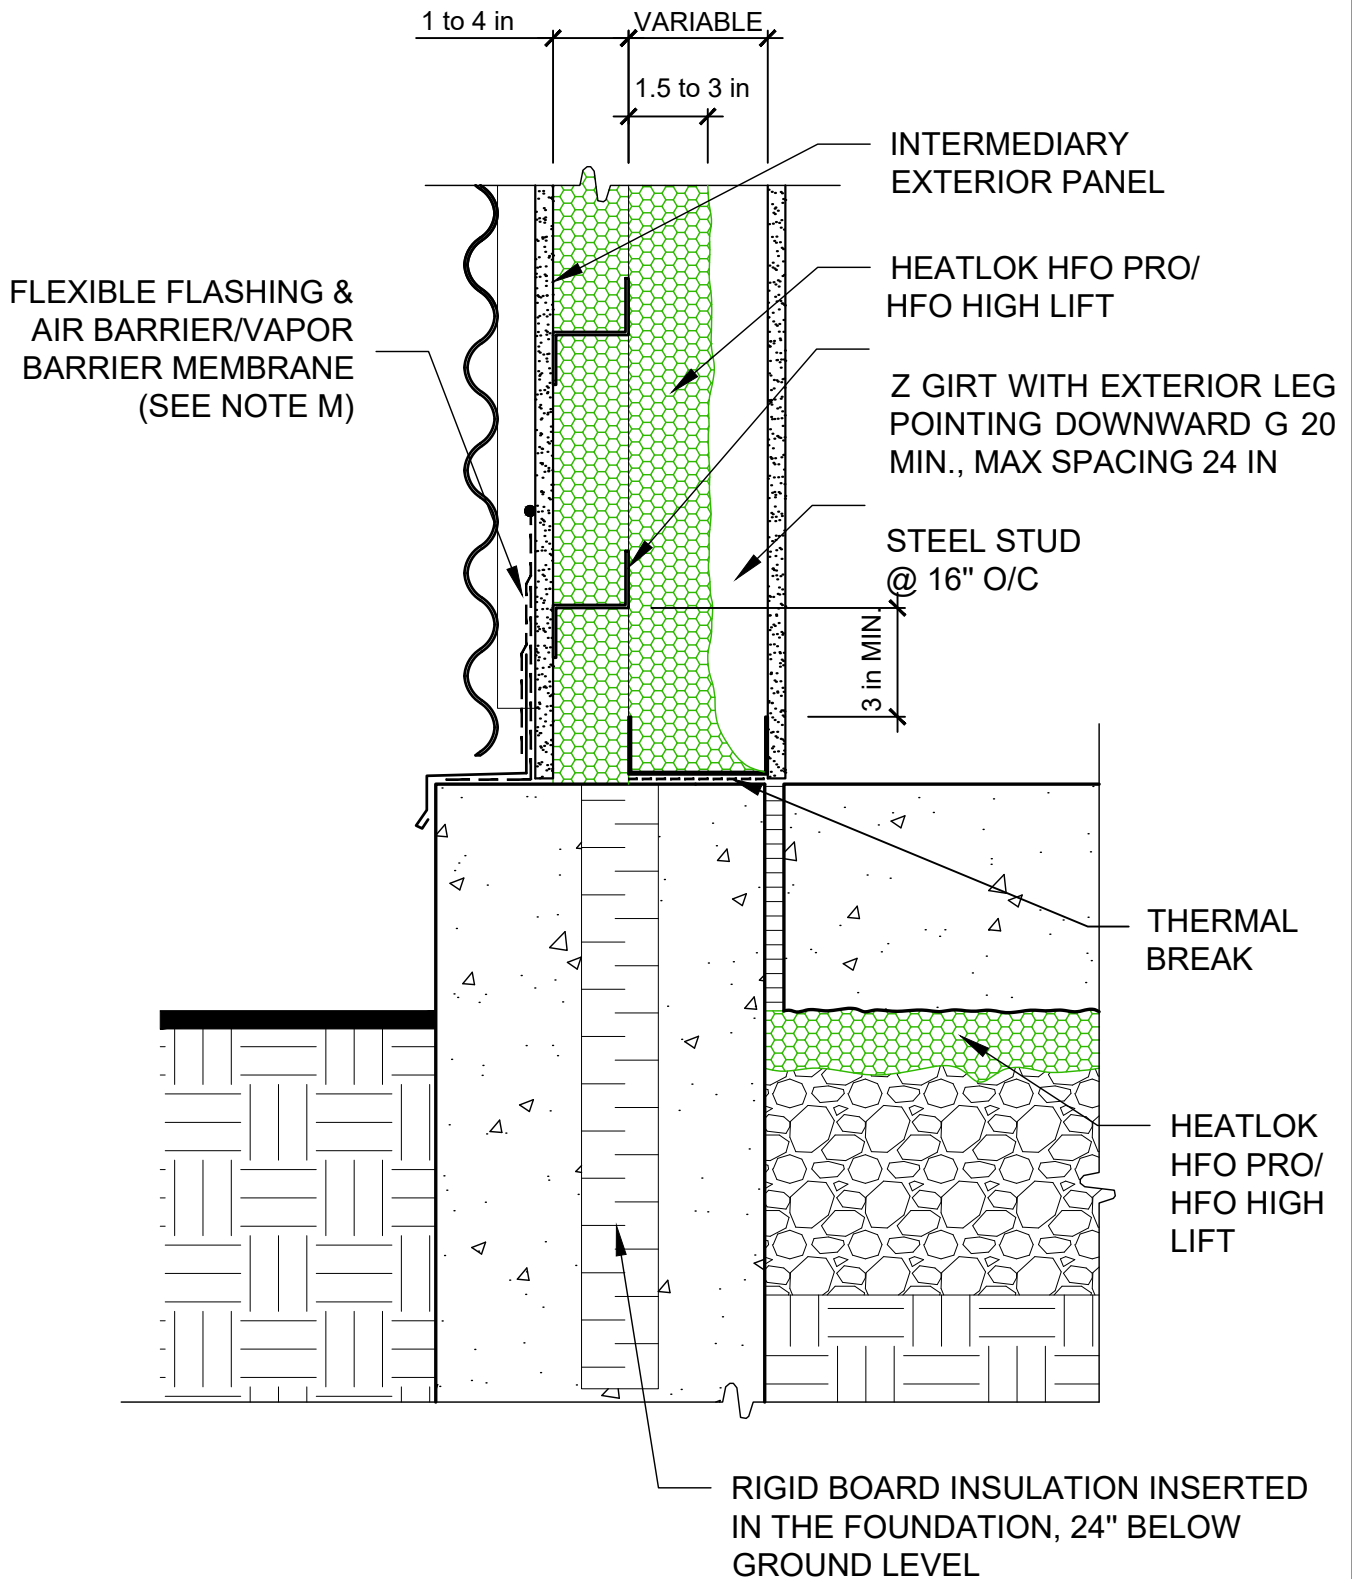 1 to 4 in
VARIABLE
1.5 to 3 in
INTERMEDIARY
EXTERIOR PANEL
HEATLOK HFO PRO/
HFO HIGH LIFT
FLEXIBLE FLASHING &
AIR BARRIER/VAPOR
BARRIER MEMBRANE
(SEE NOTE M)
Z GIRT WITH EXTERIOR LEG
POINTING DOWNWARD G 20
MIN., MAX SPACING 24 IN
STEEL STUD
@ 16" O/C
3 in MIN.
THERMAL
BREAK
HEATLOK
HFO PRO/
HFO HIGH
LIFT
RIGID BOARD INSULATION INSERTED
IN THE FOUNDATION, 24" BELOW
GROUND LEVEL